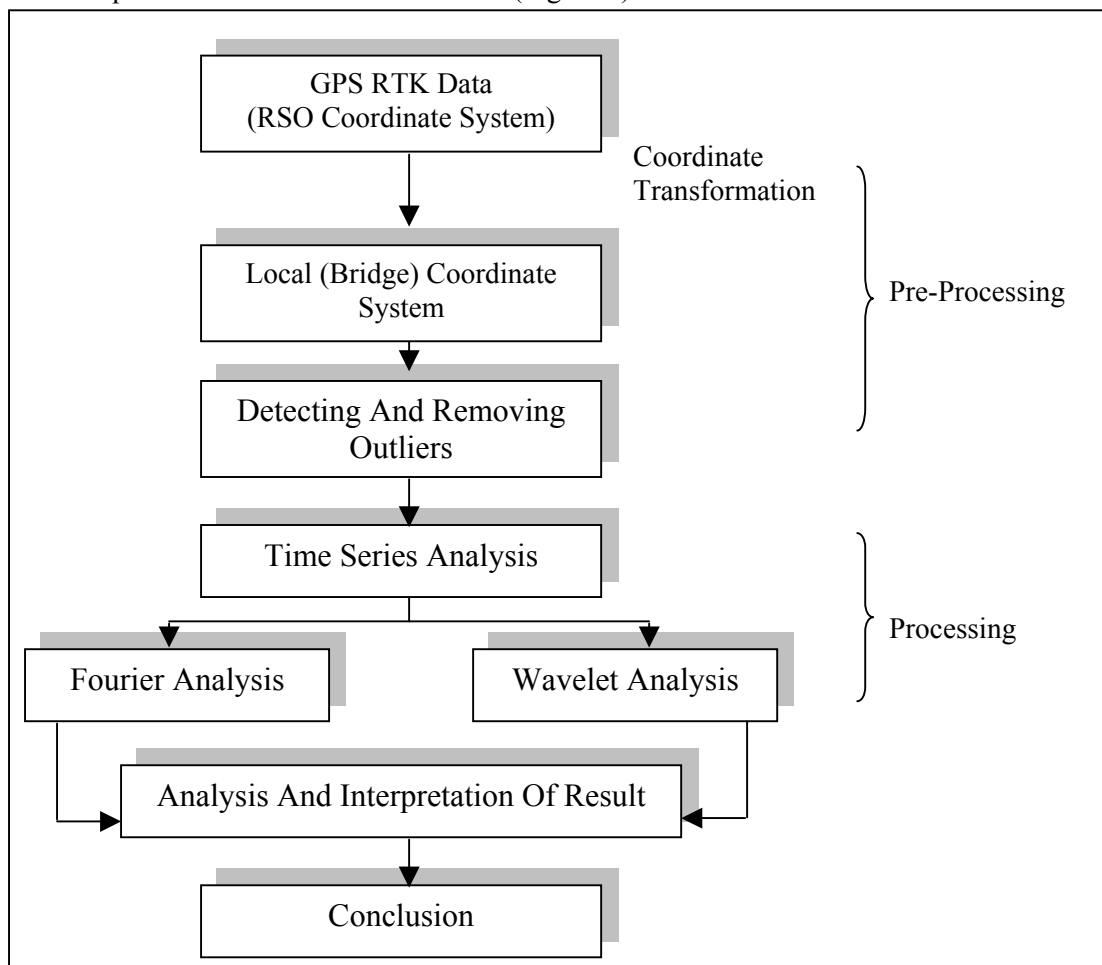 GPS RTK Data
(RSO Coordinate System)
Coordinate
Transformation
Local (Bridge) Coordinate
System
Pre-Processing
Detecting And Removing
Outliers
Time Series Analysis
Processing
Fourier Analysis
Wavelet Analysis
Analysis And Interpretation Of Result
Conclusion